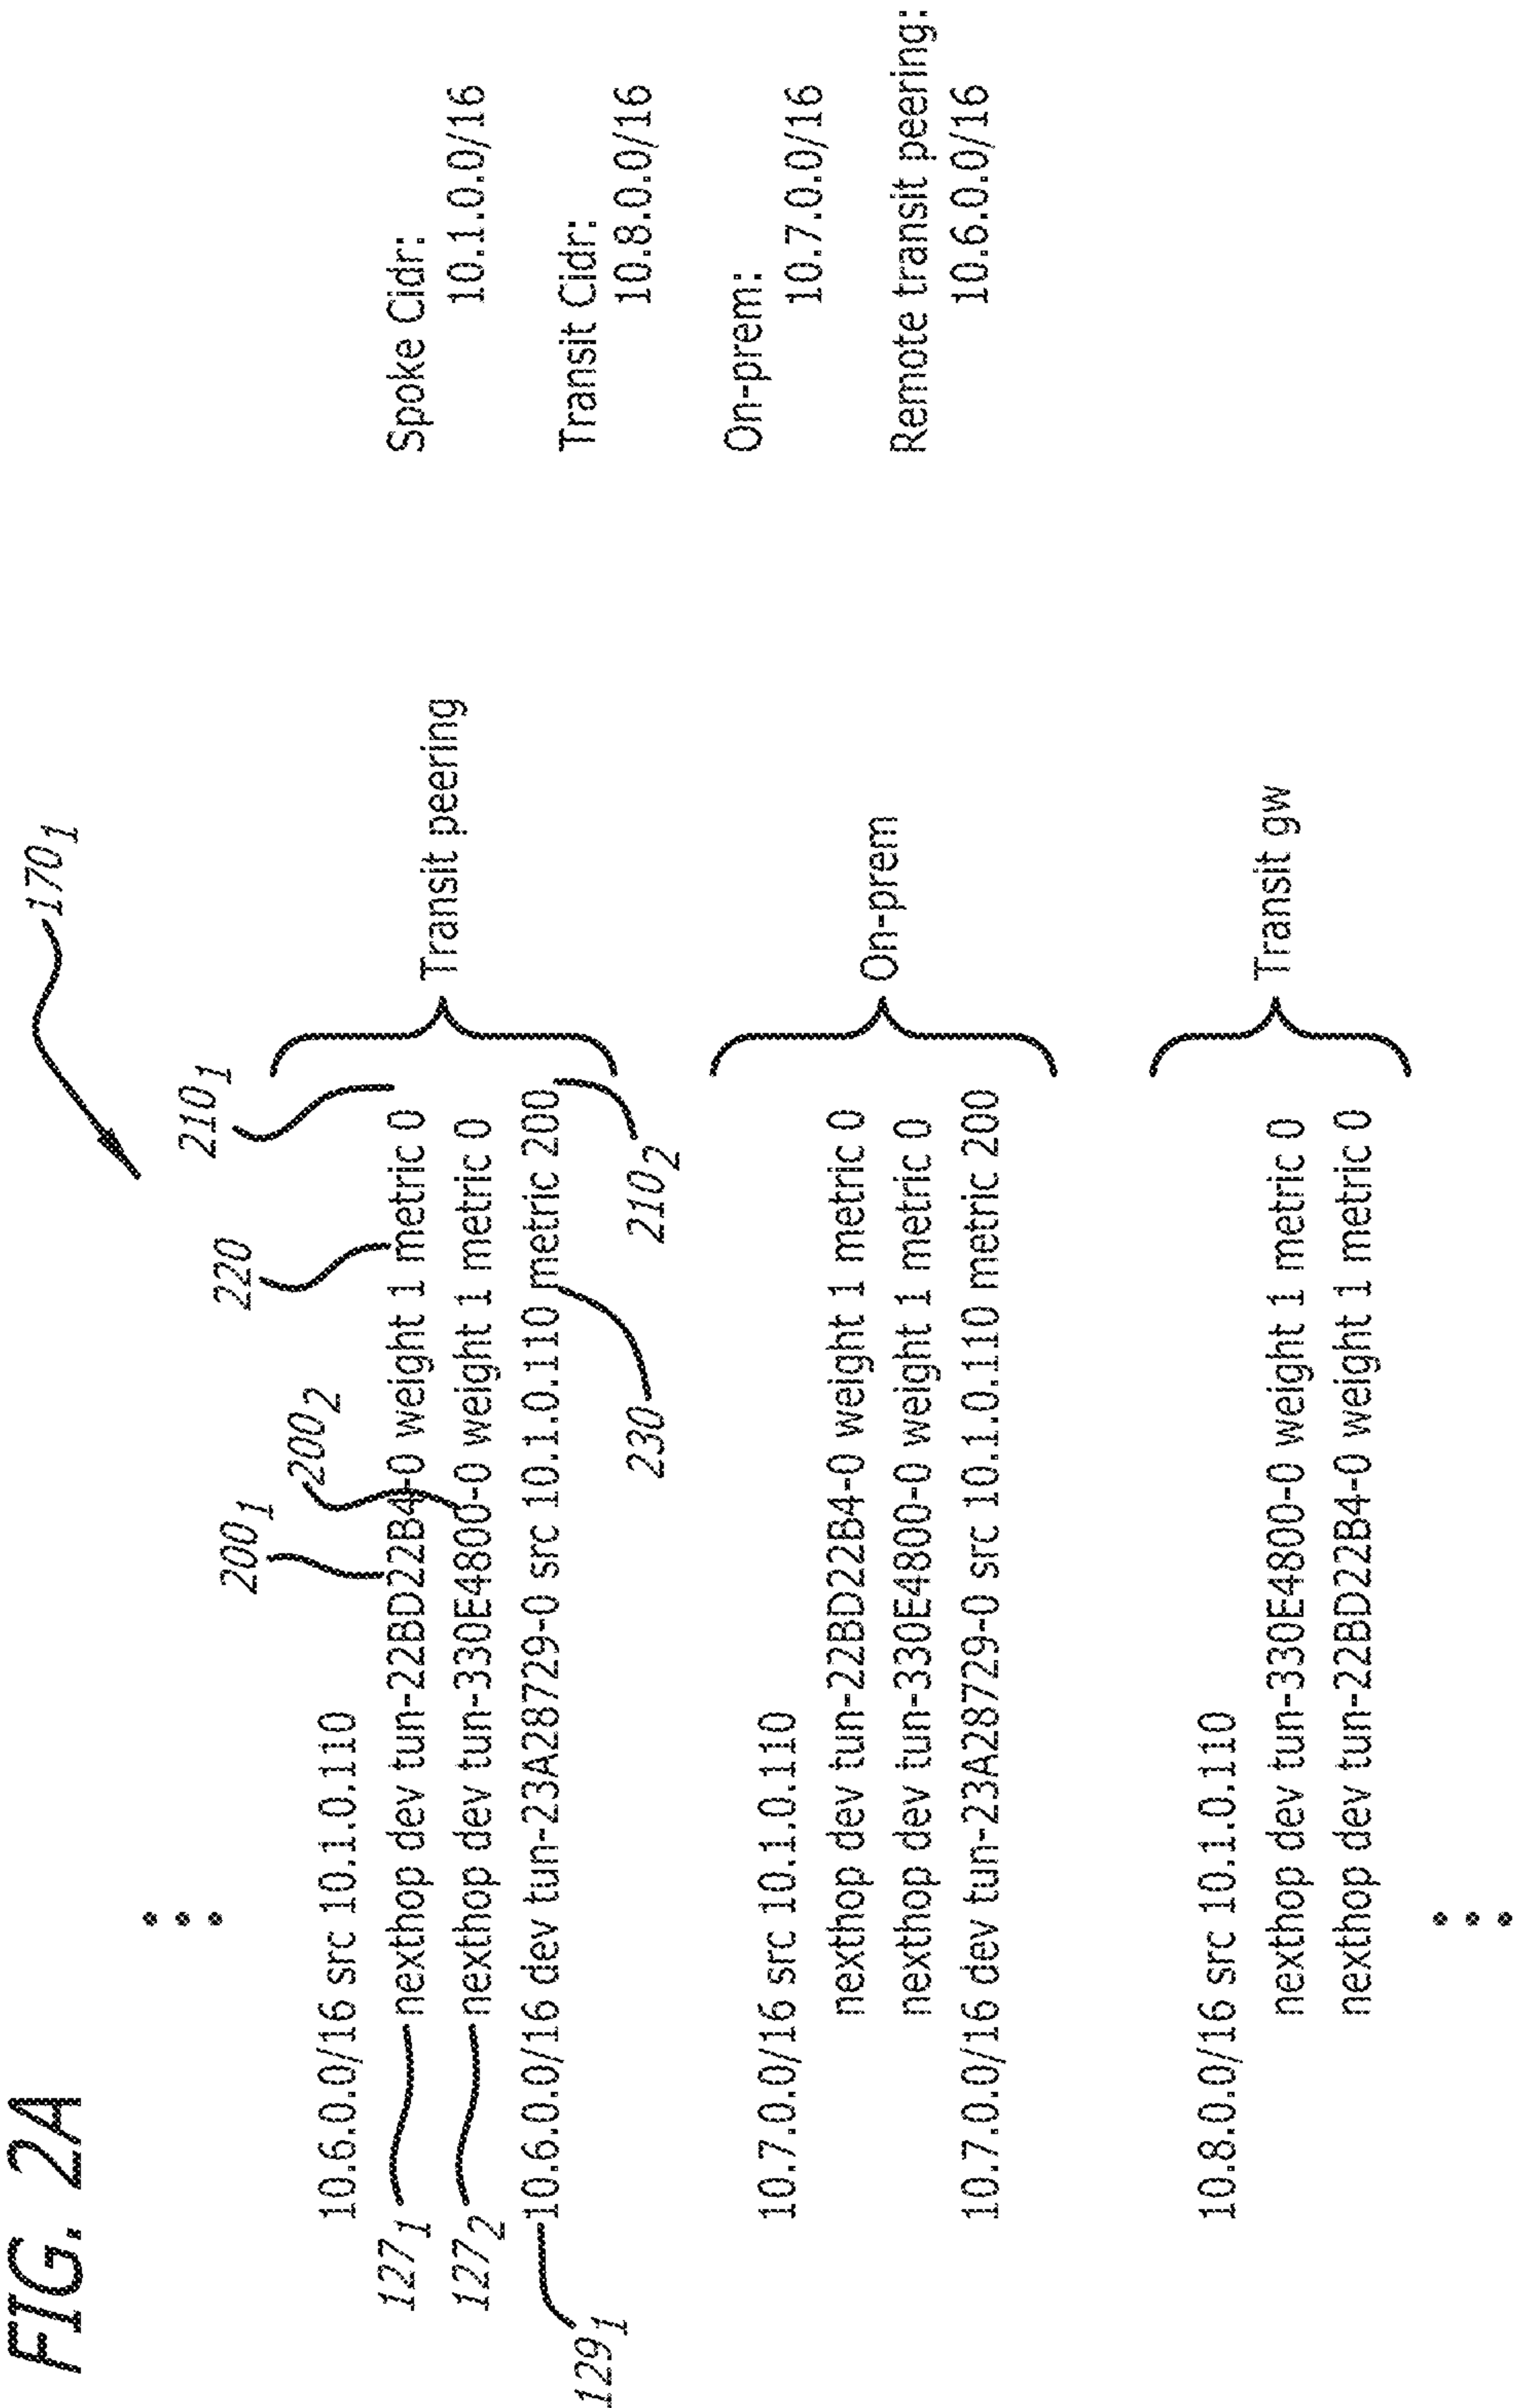 FIG. 2A
170₁
210₁
220
200₁
200₂
10.6.0.0/16 src 10.1.0.110
127₁
nexthop dev tun-22BD22B4-0 weight 1 metric 0
127₂
nexthop dev tun-330E4800-0 weight 1 metric 0
10.6.0.0/16 dev tun-23A28729-0 src 10.1.0.110 metric 200
129₁
230
210₂
Transit peering
10.7.0.0/16 src 10.1.0.110
nexthop dev tun-22BD22B4-0 weight 1 metric 0
nexthop dev tun-330E4800-0 weight 1 metric 0
10.7.0.0/16 dev tun-23A28729-0 src 10.1.0.110 metric 200
On-prem
10.8.0.0/16 src 10.1.0.110
nexthop dev tun-330E4800-0 weight 1 metric 0
nexthop dev tun-22BD22B4-0 weight 1 metric 0
Transit gw
Spoke Cidr:
10.1.0.0/16
Transit Cidr:
10.8.0.0/16
On-prem:
10.7.0.0/16
Remote transit peering:
10.6.0.0/16